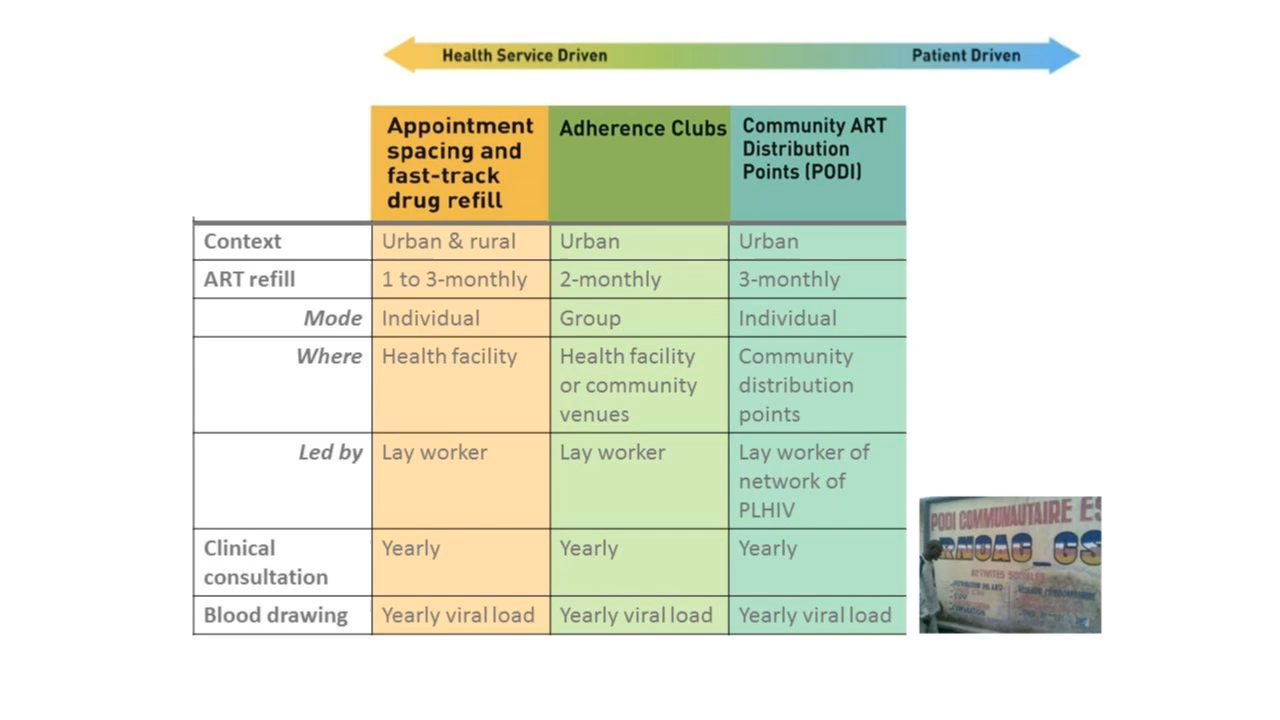 Health Service Driven
Patient Driven
Appointment
spacing and
fast-track
drug refill
Adherence Clubs
Community ART
Distribution
Points (PODI)
Context
Urban & rural
Urban
Urban
ART refill
1 to 3-monthly
2-monthly
3-monthly
Mode
Individual
Group
Individual
Where
Health facility
Health facility
or community
venues
Community
distribution
points
Led by
Lay worker
Lay worker
Lay worker of
network of
PLHIV
Clinical
consultation
Yearly
Yearly
Yearly
Blood drawing
Yearly viral load
Yearly viral load
Yearly viral load
PODI COMMUNAUTAIRE ES
RNOAC_GS